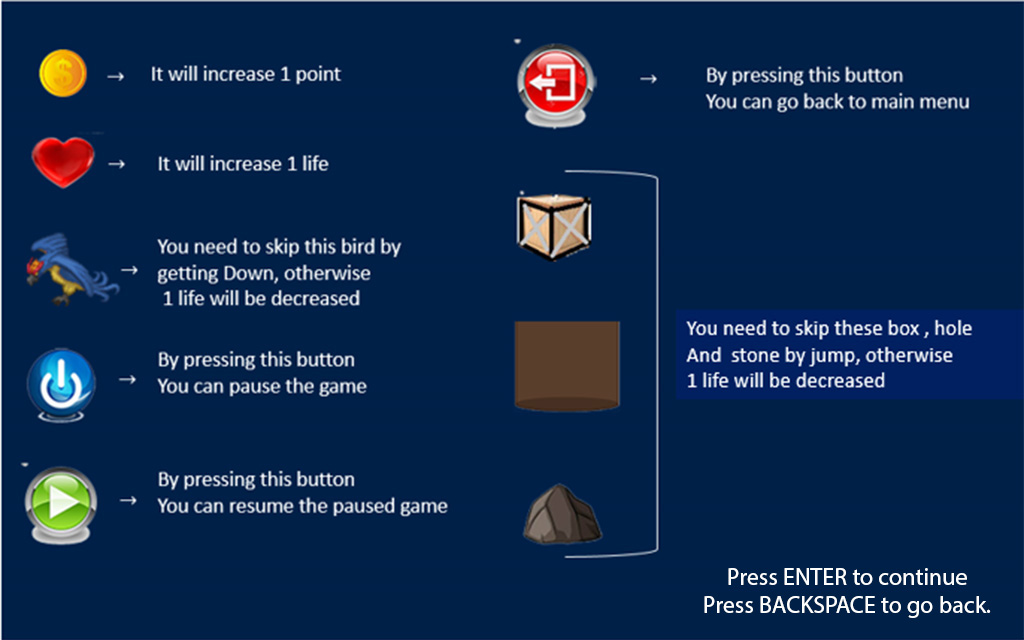 It will increase 1 point
It will increase 1 life
You need to skip this bird by
getting Down, otherwise
1 life will be decreased
By pressing this button
You can pause the game
By pressing this button
You can resume the paused game
By pressing this button
You can go back to main menu
You need to skip these box , hole
And stone by jump, otherwise
1 life will be decreased
Press ENTER to continue
Press BACKSPACE to go back.